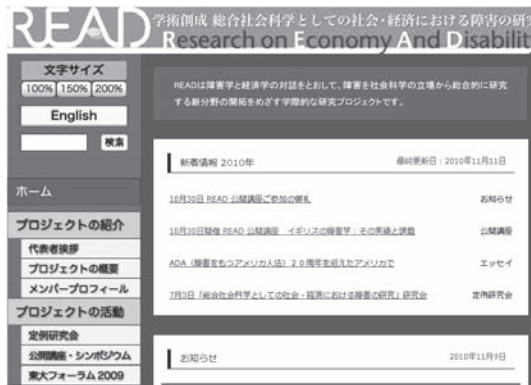 READ 学術創成 総合社会科学としての社会・経済における障害の研
Research on Economy And Disabilit
文字サイズ
100% 150% 200%
English
検索
READは障害学と経済学の対話をとおして、障害を社会科学の立場から総合的に研究
する新分野の開拓をめざす学際的な研究プロジェクトです。
ホーム
プロジェクトの紹介
代表者挨拶
プロジェクトの概要
メンバープロフィール
プロジェクトの活動
定例研究会
公開講座・シンポジウム
東大フォーラム 2009
新着情報 2010年 最終更新日:2010年11月11日
10月30日 READ 公開講座ご参加の御礼 お知らせ
10月30日開催 READ 公開講座 イギリスの障害学:その実績と課題 公開講座
ADA(障害をもつアメリカ人法)20周年を迎えたアメリカで エッセイ
7月3日「総合社会科学としての社会・経済における障害の研究」研究会 定例研究会
お知らせ 2010年11月9日